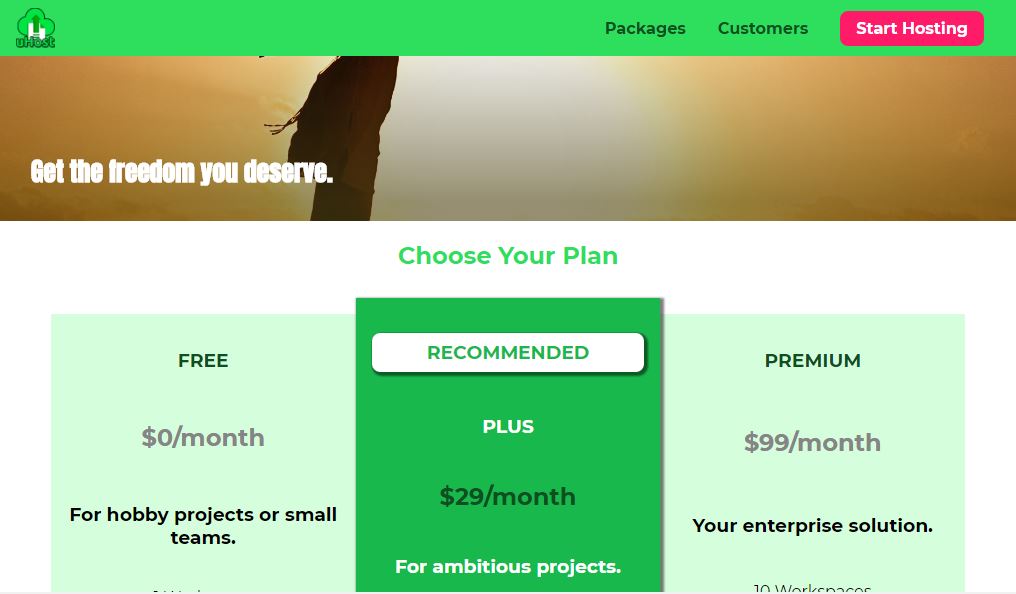 uHost
Packages
Customers
Start Hosting
Get the freedom you deserve.
Choose Your Plan
FREE
$0/month
For hobby projects or small
teams.
RECOMMENDED
PLUS
$29/month
For ambitious projects.
PREMIUM
$99/month
Your enterprise solution.
10 Workspaces